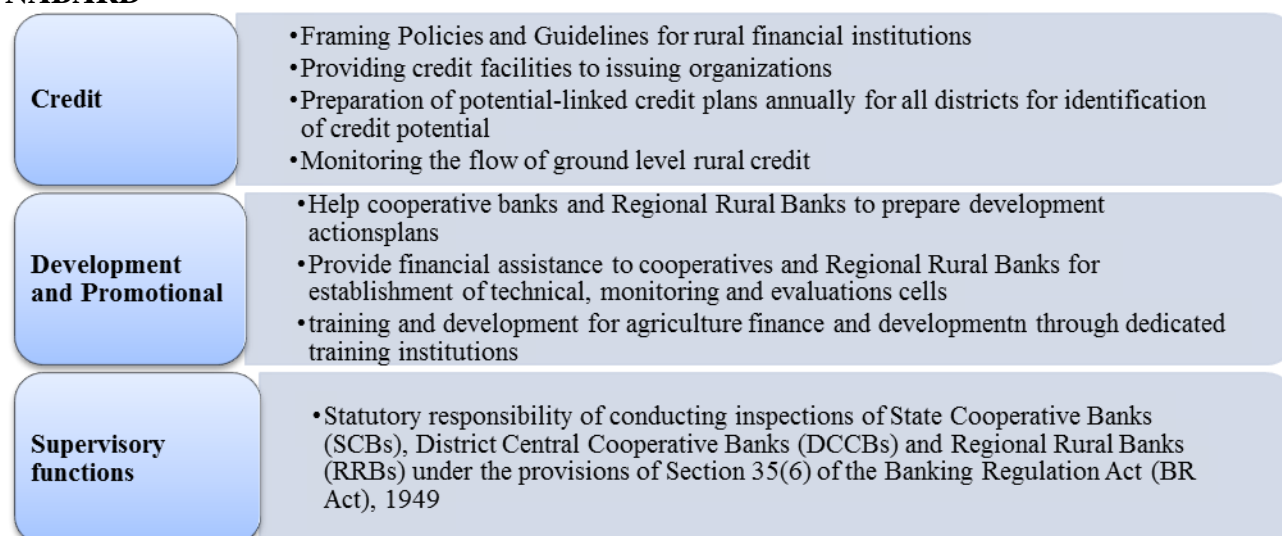 NABARD
Credit
•Framing Policies and Guidelines for rural financial institutions
•Providing credit facilities to issuing organizations
•Preparation of potential-linked credit plans annually for all districts for identification
of credit potential
•Monitoring the flow of ground level rural credit
Development
and Promotional
•Help cooperative banks and Regional Rural Banks to prepare development
actionsplans
•Provide financial assistance to cooperatives and Regional Rural Banks for
establishment of technical, monitoring and evaluations cells
•training and development for agriculture finance and developmentn through dedicated
training institutions
Supervisory
functions
•Statutory responsibility of conducting inspections of State Cooperative Banks
(SCBs), District Central Cooperative Banks (DCCBs) and Regional Rural Banks
(RRBs) under the provisions of Section 35(6) of the Banking Regulation Act (BR
Act), 1949